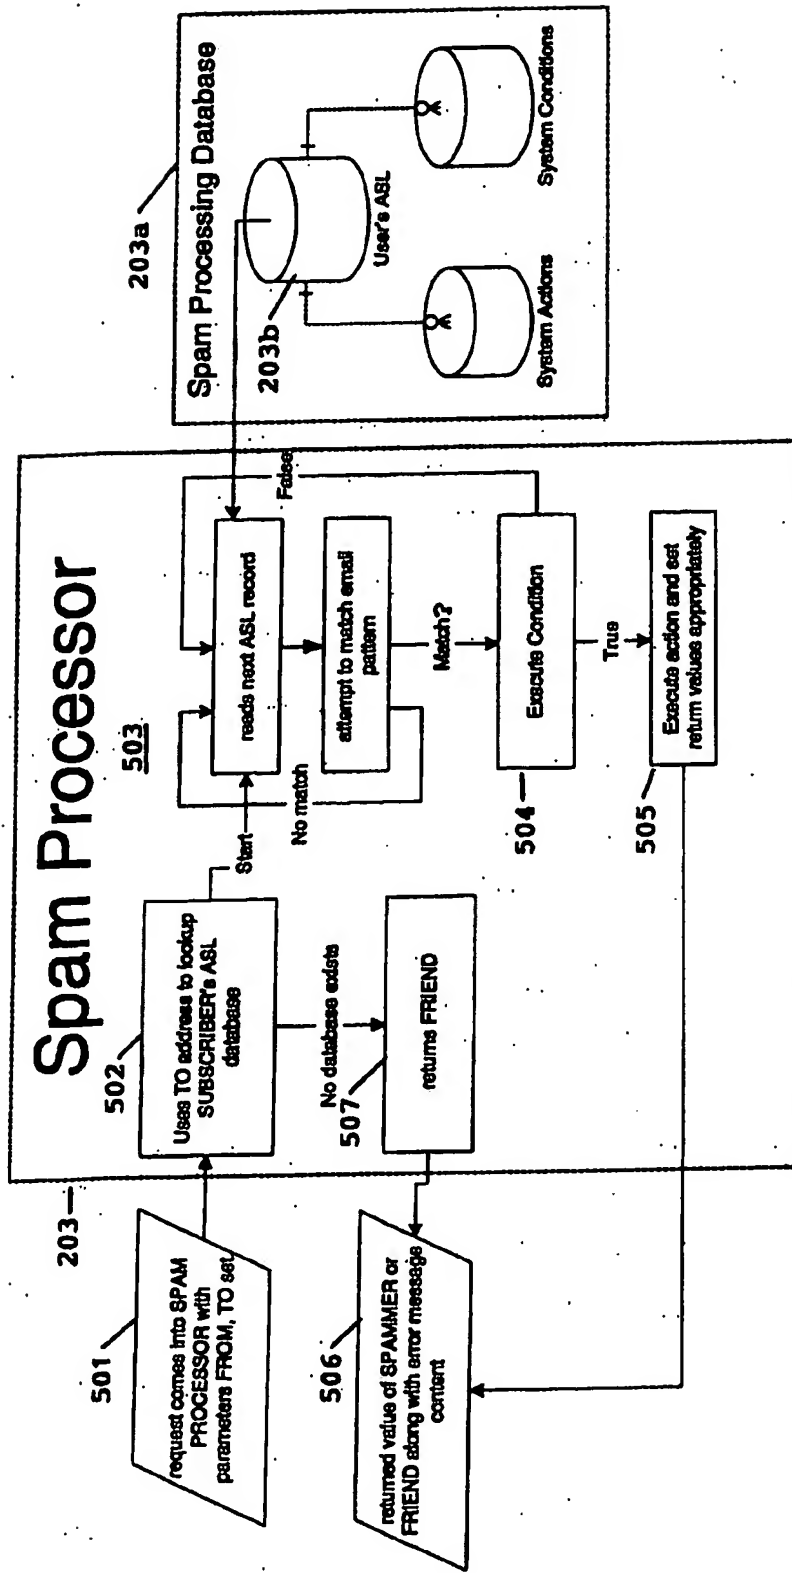 Spam Processor
203
501
request comes into SPAM
PROCESSOR with
parameters FROM, TO set
502
Uses TO address to lookup
SUBSCRIBER's ASL
database
Start
No database exists
507
returns FRIEND
506
returned value of SPAMMER or
FRIEND along with error message
content
503
reads next ASL record
False
No match
attempt to match email
pattern
Match?
504
Execute Condition
True
505
Execute action and set
return values appropriately
203a
Spam Processing Database
203b
User's ASL
System Actions
System Conditions